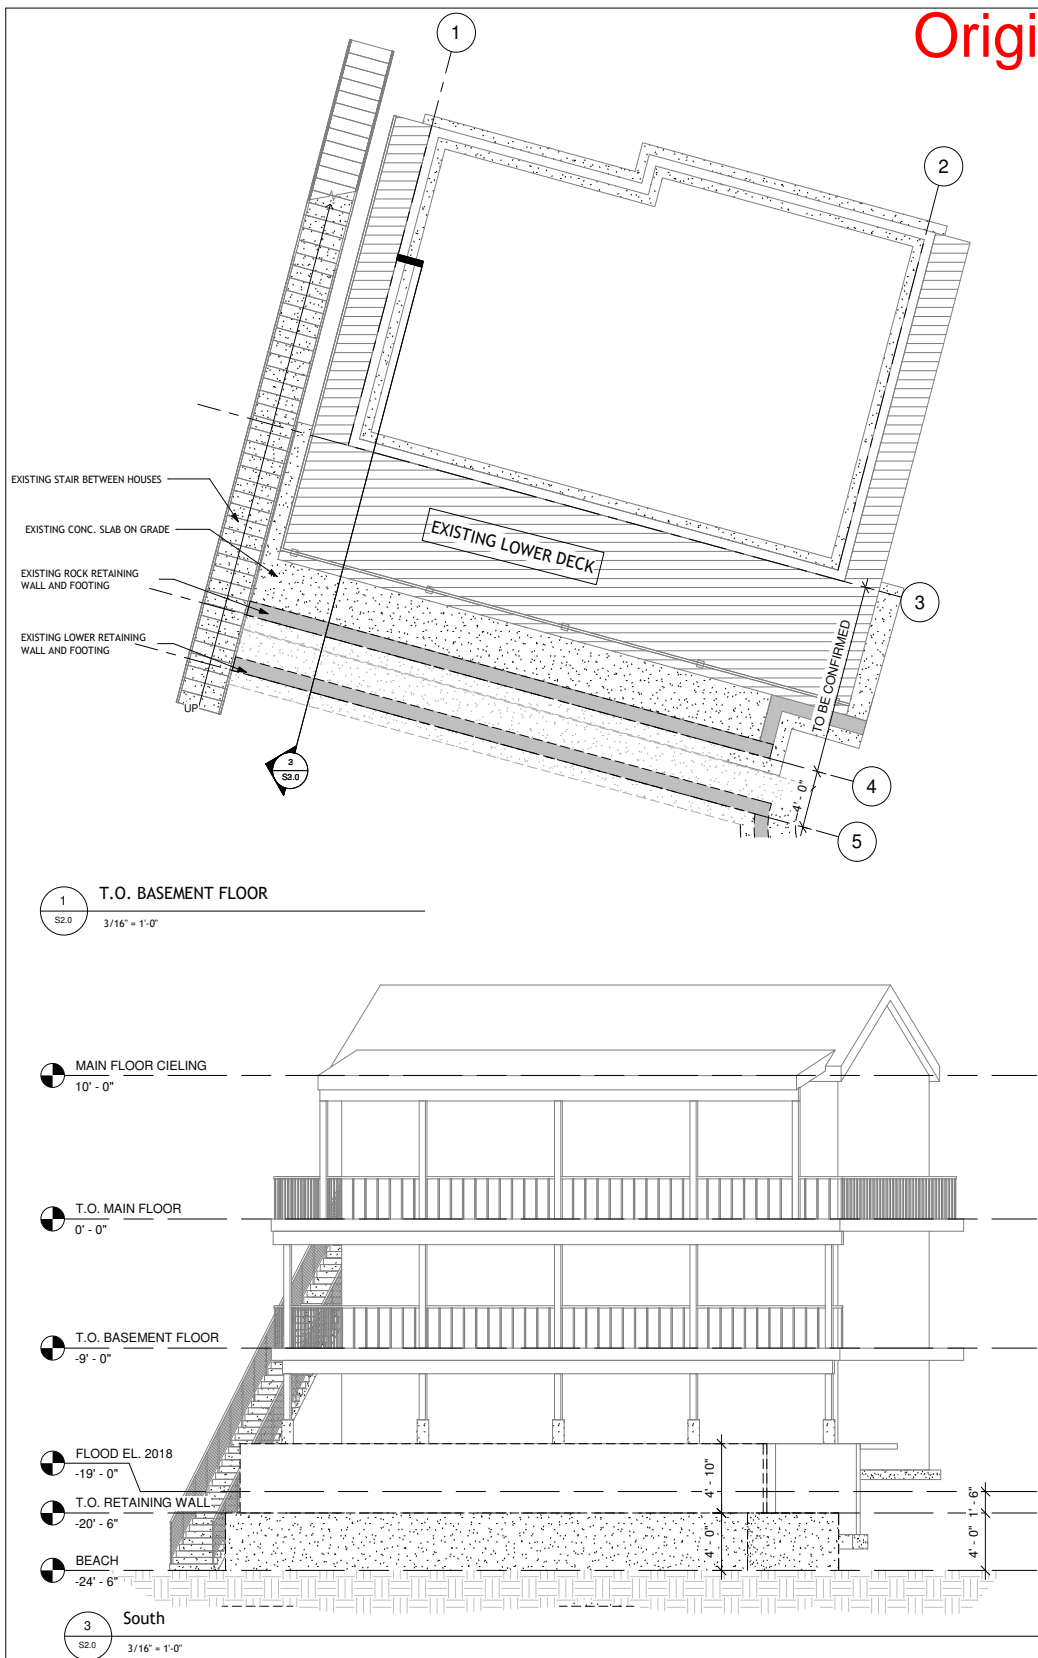 Origi
1
2
EXISTING STAIR BETWEEN HOUSES
EXISTING CONC. SLAB ON GRADE
EXISTING LOWER DECK
EXISTING ROCK RETAINING
WALL AND FOOTING
3
EXISTING LOWER RETAINING
WALL AND FOOTING
TO BE CONFIRMED
UP
3
S3.0
4
4' - 0"
5
1
S2.0
T.O. BASEMENT FLOOR
3/16" = 1'-0"
MAIN FLOOR CIELING
10' - 0"
T.O. MAIN FLOOR
0' - 0"
T.O. BASEMENT FLOOR
-9' - 0"
FLOOD EL. 2018
-19' - 0"
4' - 10"
1' - 6"
T.O. RETAINING WALL
-20' - 6"
4' - 0"
4' - 0"
BEACH
-24' - 6"
3
S2.0
South
3/16" = 1'-0"